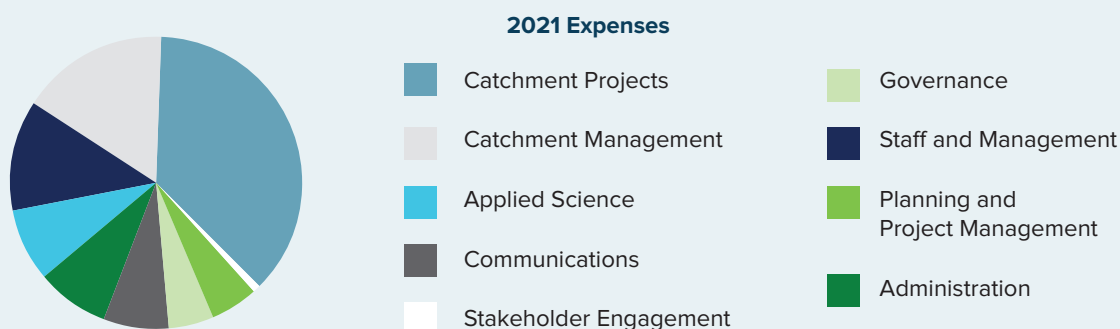 2021 Expenses
Catchment Projects
Catchment Management
Applied Science
Communications
Stakeholder Engagement
Governance
Staff and Management
Planning and
Project Management
Administration